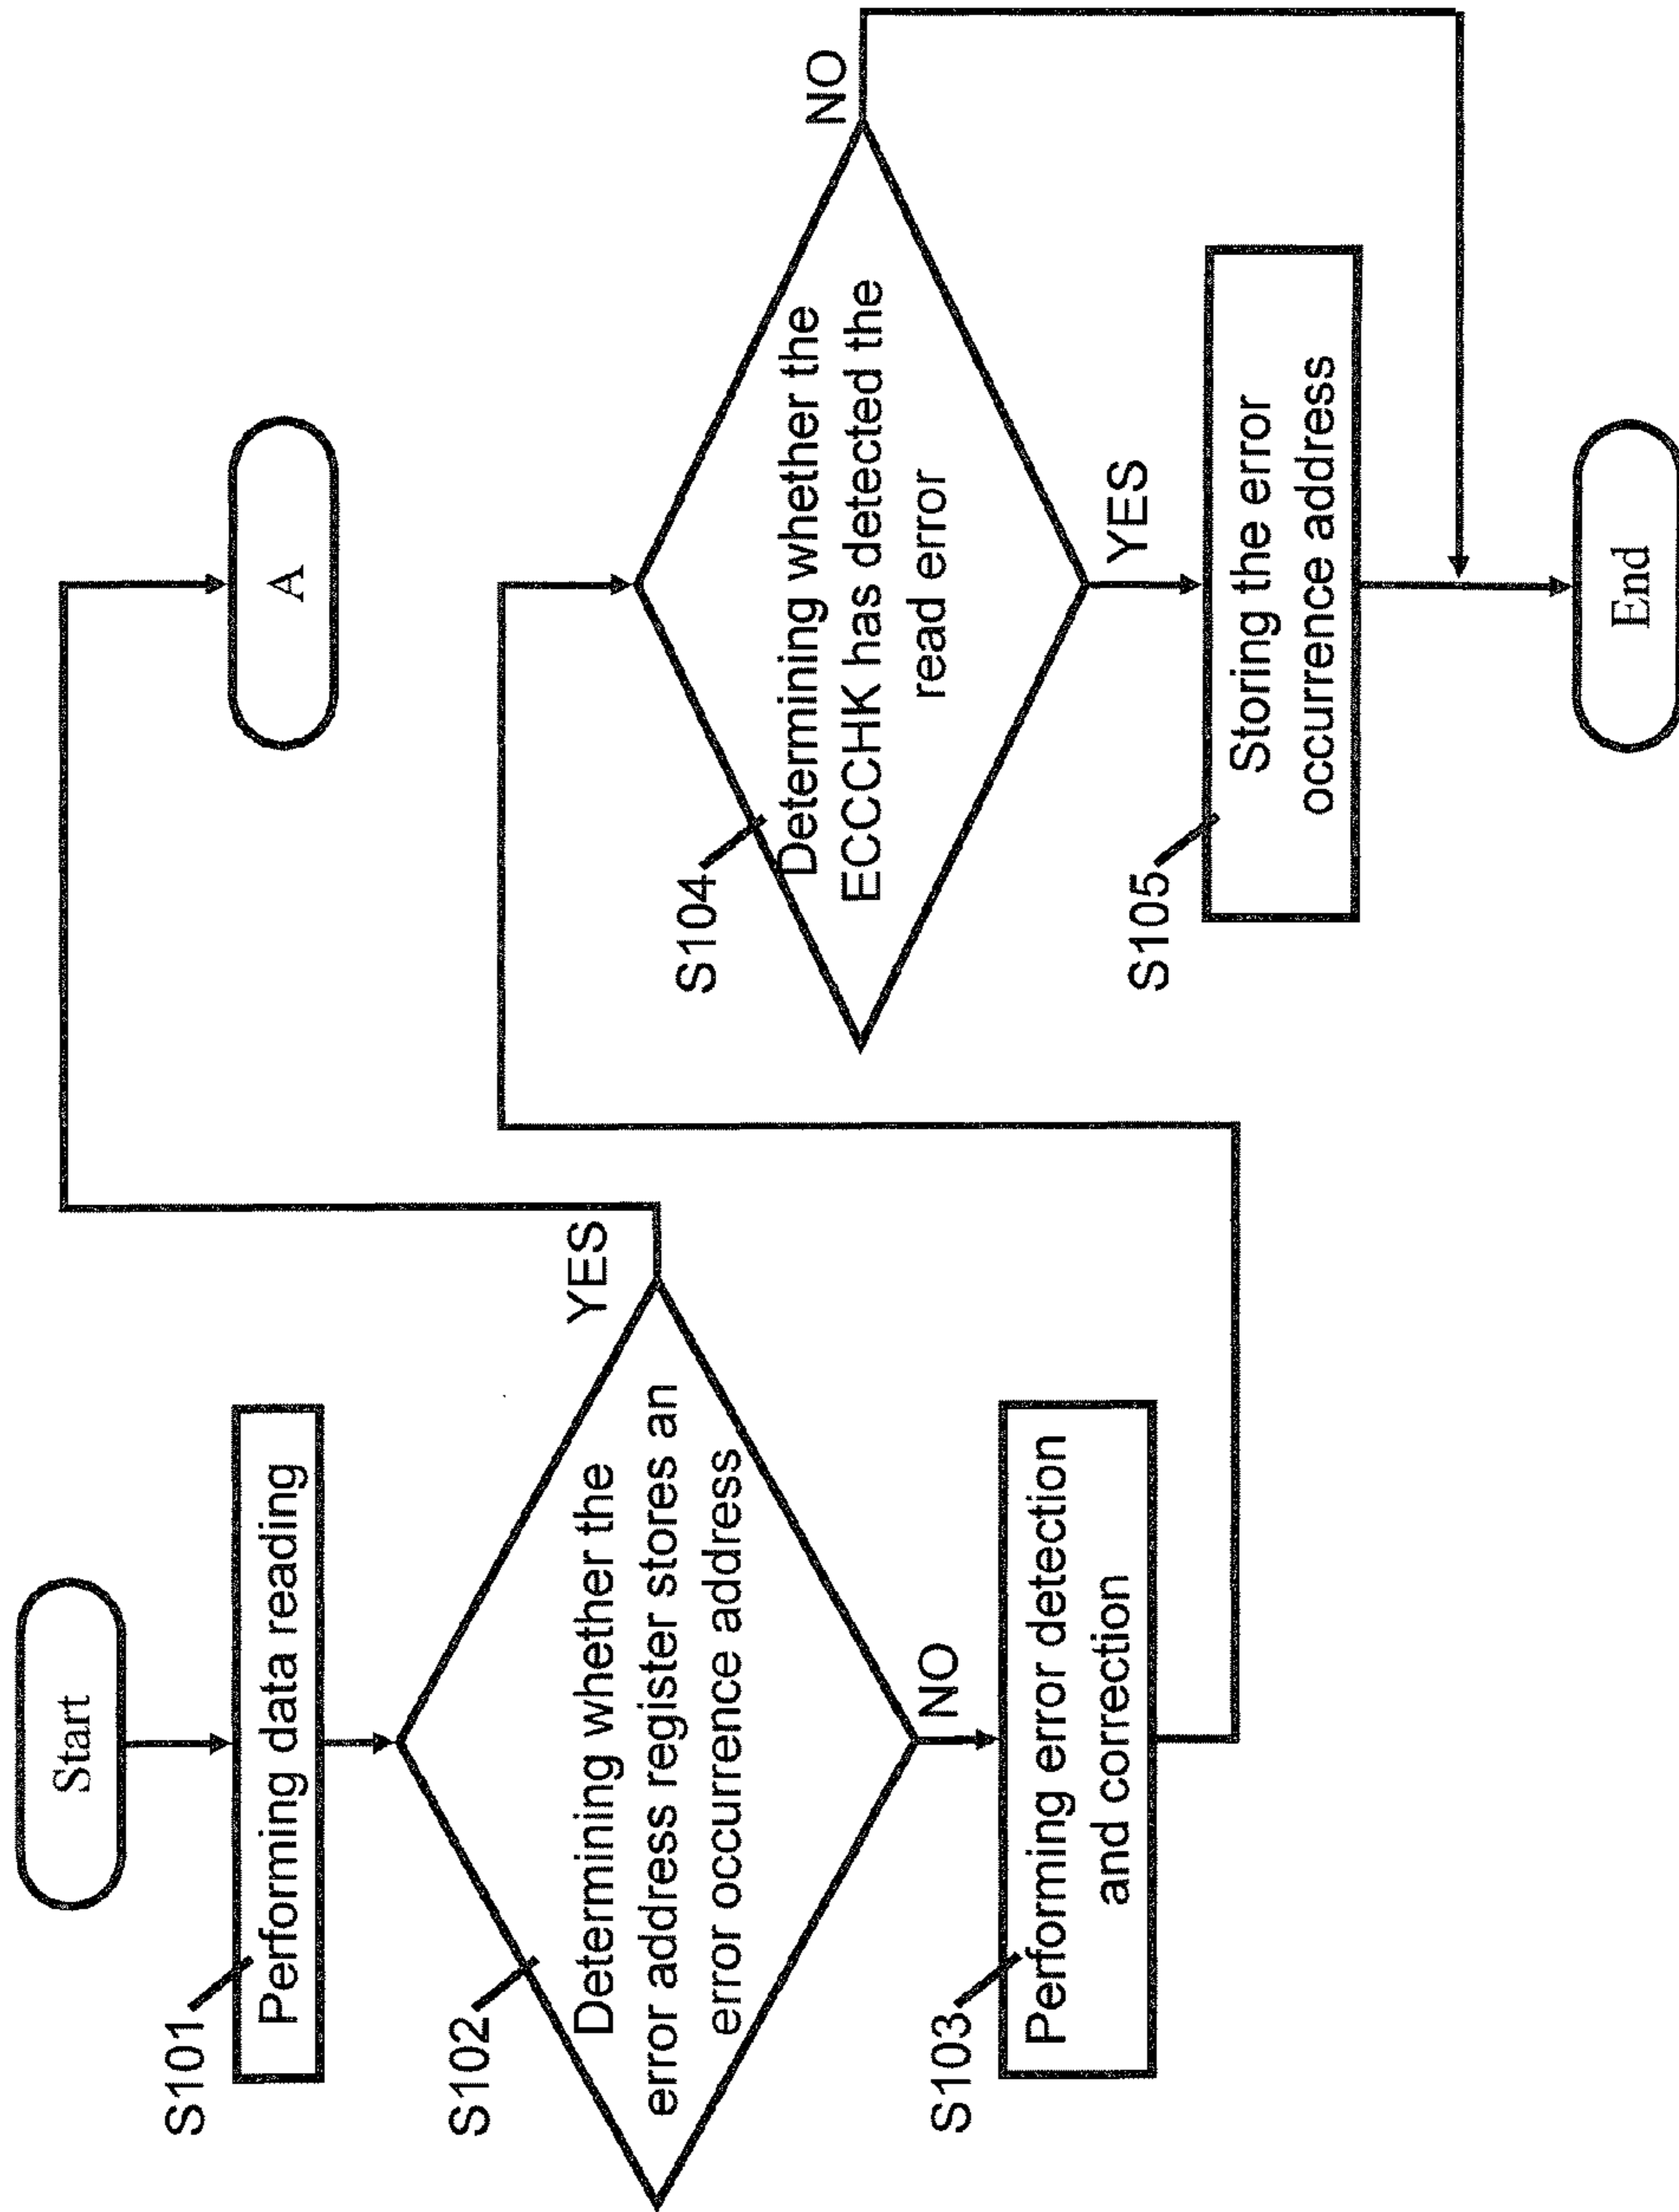 Start
S101
Performing data reading
S102
Determining whether the
error address register stores an
error occurrence address
YES
NO
S103
Performing error detection
and correction
A
S104
Determining whether the
ECCCHK has detected the
read error
NO
YES
S105
Storing the error
occurrence address
End